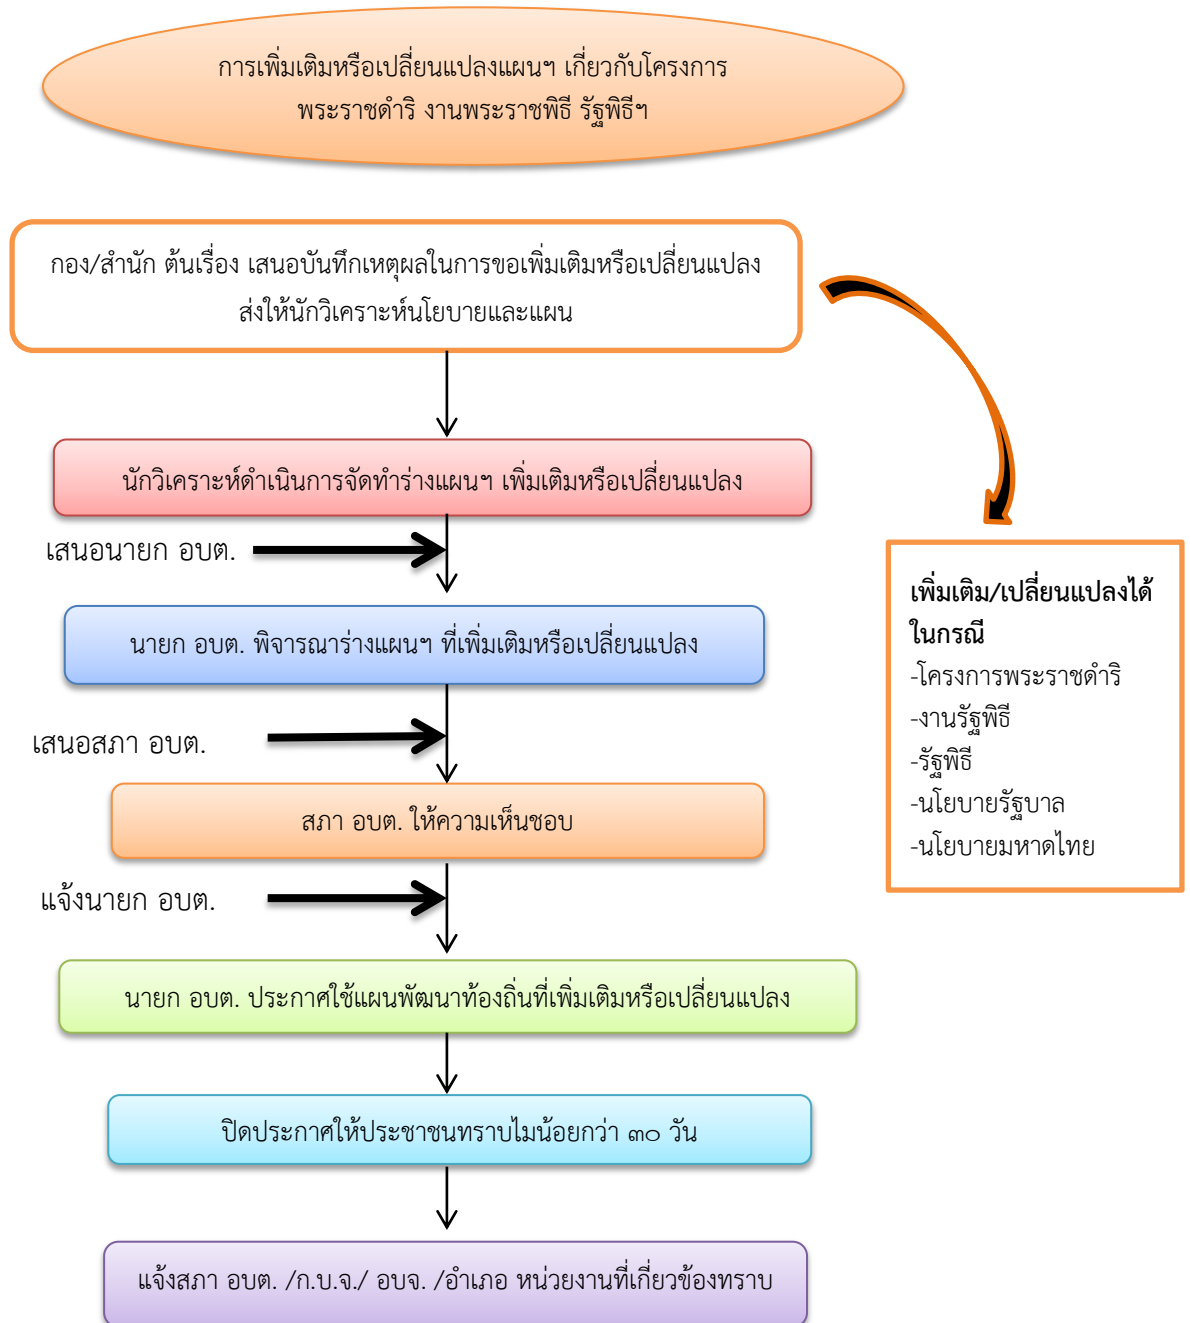 การเพิ่มเติมหรือเปลี่ยนแปลงแผนฯ เกี่ยวกับโครงการ
พระราชดำริ งานพระราชพิธี รัฐพิธีฯ
กอง/สำนัก ต้นเรื่อง เสนอบันทึกเหตุผลในการขอเพิ่มเติมหรือเปลี่ยนแปลง
ส่งให้นักวิเคราะห์นโยบายและแผน
นักวิเคราะห์ดำเนินการจัดทำร่างแผนฯ เพิ่มเติมหรือเปลี่ยนแปลง
เสนอนายก อบต.
นายก อบต. พิจารณาร่างแผนฯ ที่เพิ่มเติมหรือเปลี่ยนแปลง
เสนอสภา อบต.
สภา อบต. ให้ความเห็นชอบ
แจ้งนายก อบต.
นายก อบต. ประกาศใช้แผนพัฒนาท้องถิ่นที่เพิ่มเติมหรือเปลี่ยนแปลง
ปิดประกาศให้ประชาชนทราบไมน้อยกว่า ๓๐ วัน
แจ้งสภา อบต. /ก.บ.จ./ อบจ. /อำเภอ หน่วยงานที่เกี่ยวข้องทราบ
เพิ่มเติม/เปลี่ยนแปลงได้
ในกรณี
-โครงการพระราชดำริ
-งานรัฐพิธี
-รัฐพิธี
-นโยบายรัฐบาล
-นโยบายมหาดไทย